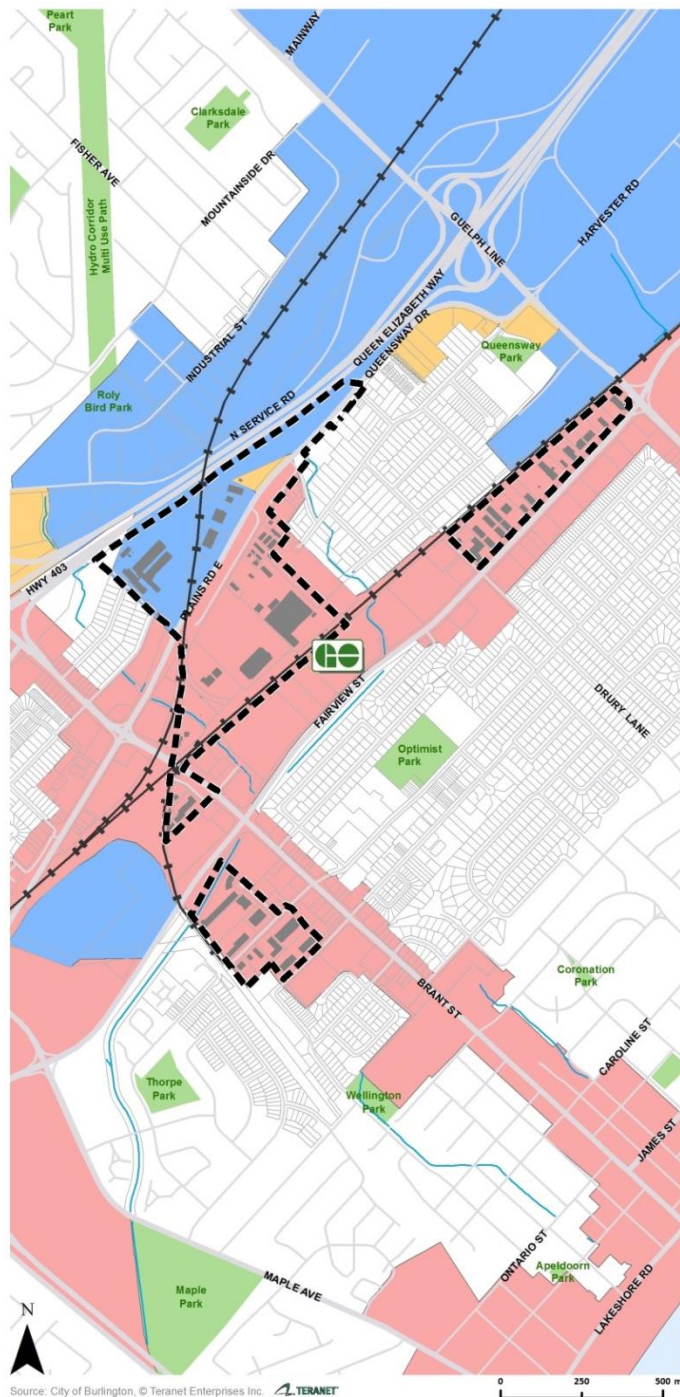 Peart
Park
MAINWAY
Clarksdale
Park
FISHER AVE
MOUNTAINSIDE DR
Hydro Corridor
Multi Use Path
GUELPH LINE
HARVESTER RD
QUEEN ELIZABETH WAY
QUEENSWAY DR
INDUSTRIAL ST
Queensway
Park
Roly
Bird Park
N SERVICE RD
HWY 403
PLAINS RD E
GO
FAIRVIEW ST
DRURY LANE
Optimist
Park
BRANT ST
Coronation
Park
CAROLINE ST
Thorpe
Park
Wellington
Park
JAMES ST
ONTARIO ST
Apeldoorn
Park
LAKESHORE RD
Maple
Park
MAPLE AVE
N
Source: City of Burlington, © Teranet Enterprises Inc. TERANET
0 250 500 m